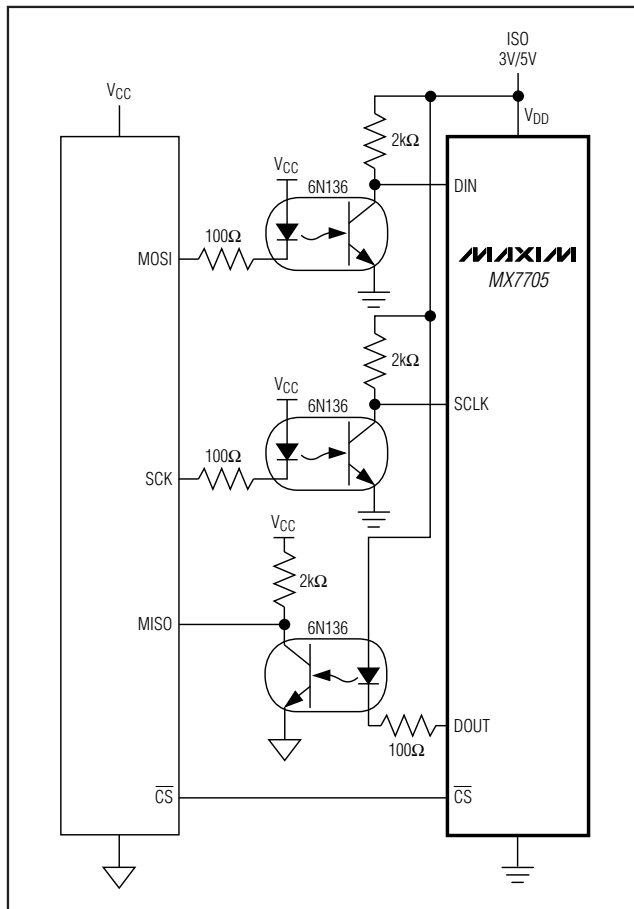 ISO
3V/5V
VCC
VDD
2kΩ
VCC
6N136
DIN
100Ω
MOSI
MAXIM
MX7705
2kΩ
VCC
6N136
SCLK
100Ω
SCK
VCC
2kΩ
MISO
6N136
DOUT
100Ω
CS
CS